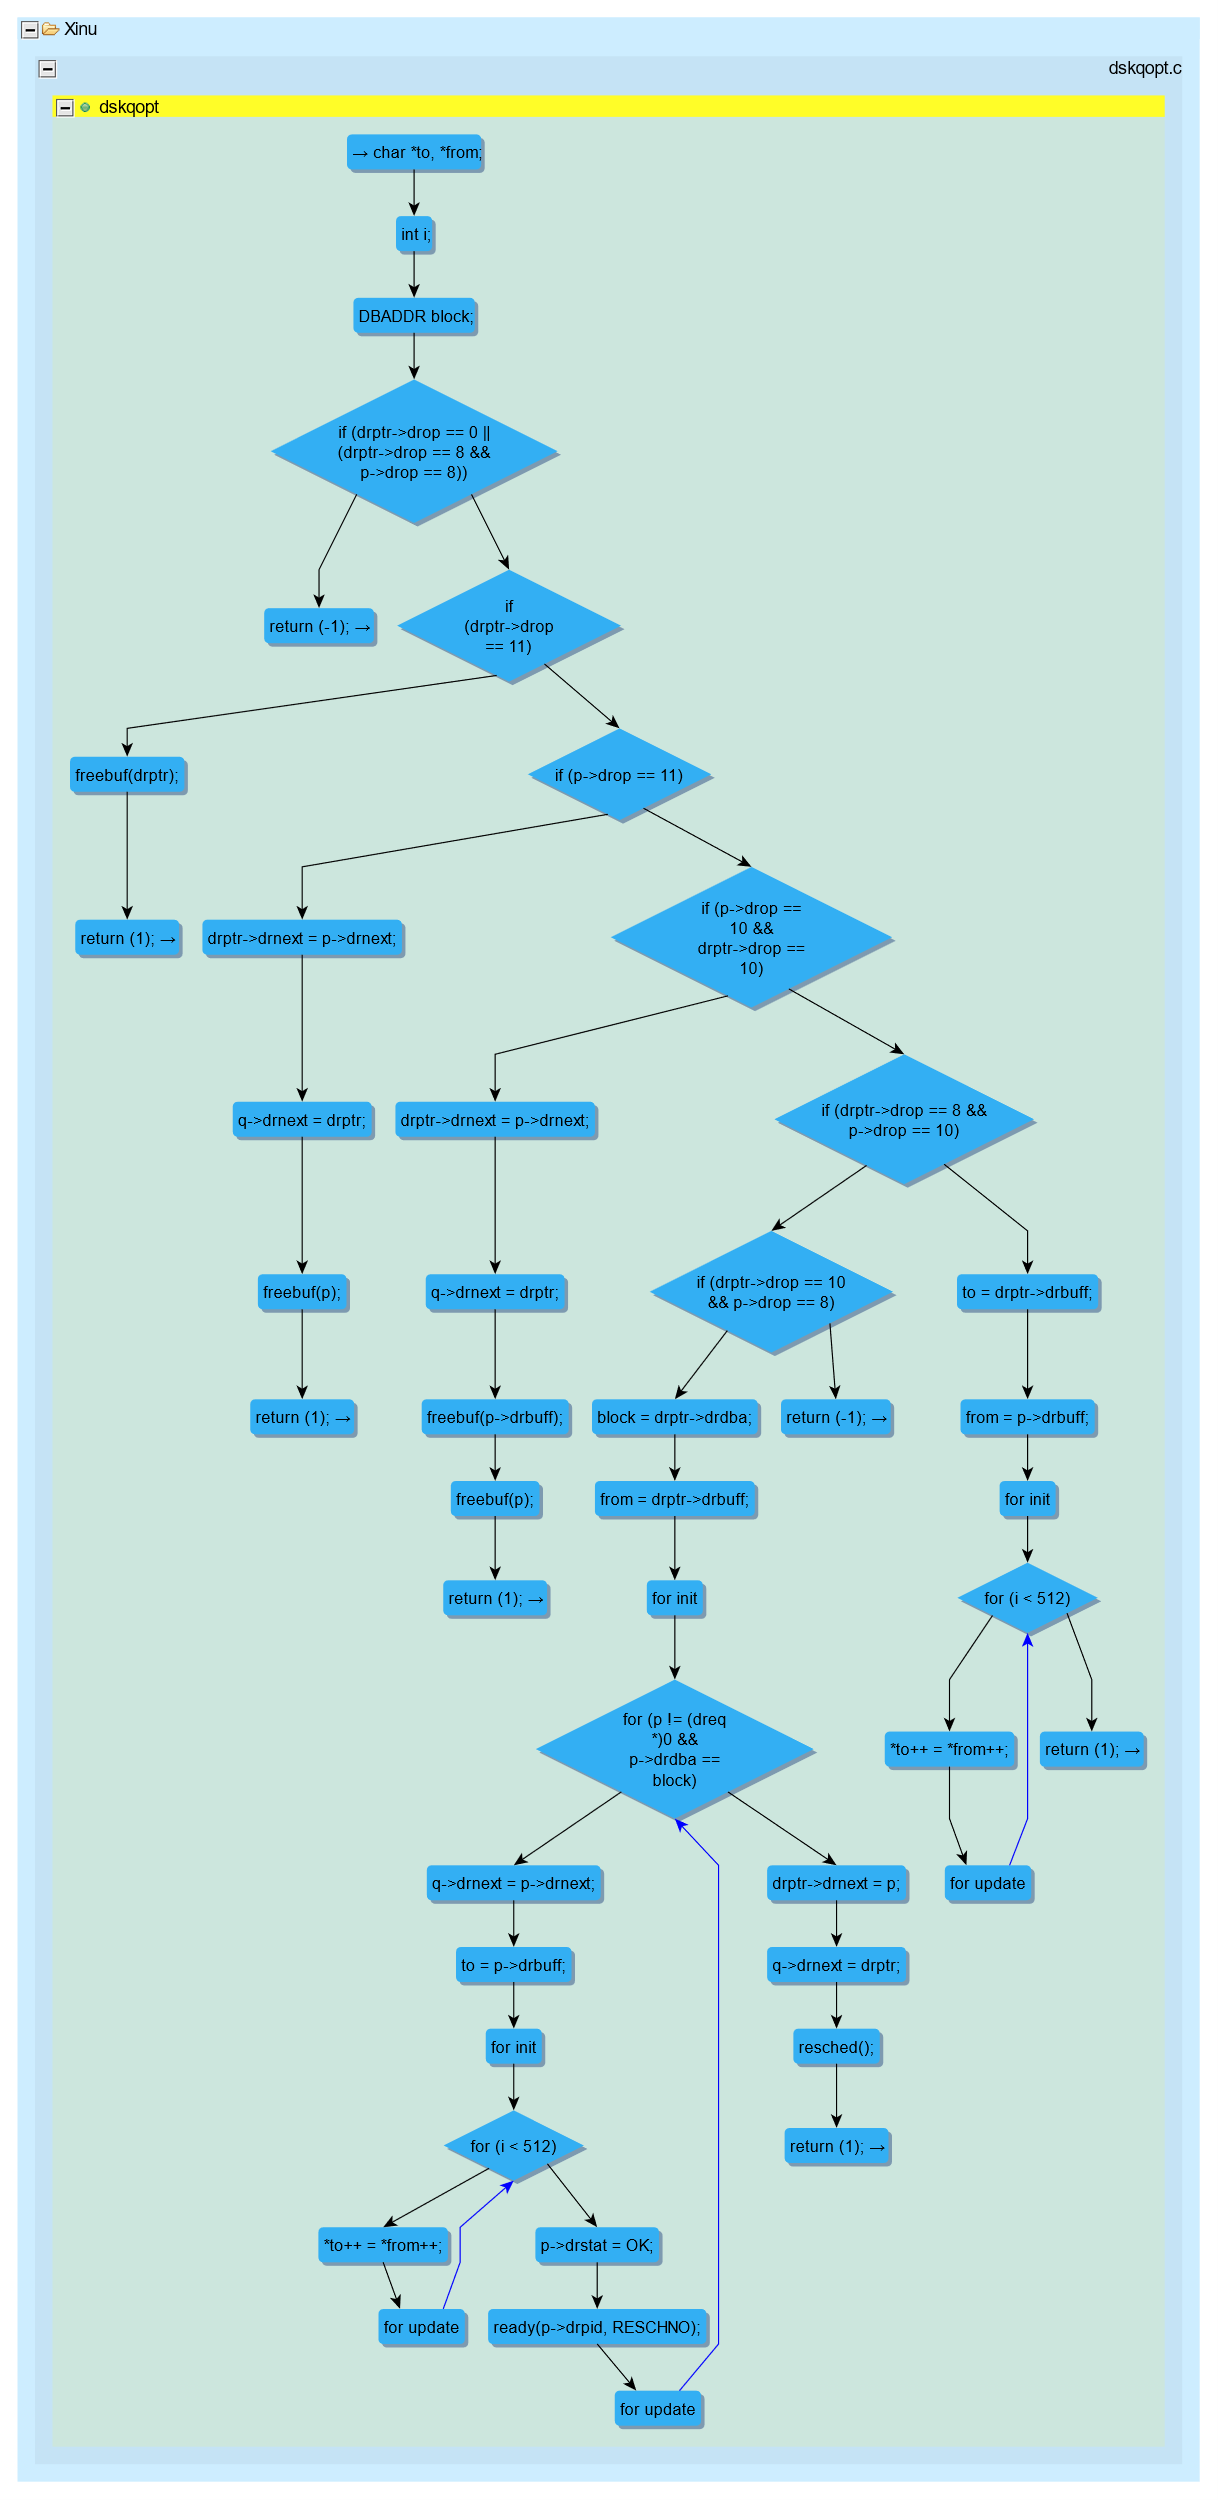 Xinu
dskqopt.c
dskqopt
→ char *to, *from;
int i;
DBADDR block;
if (drptr->drop == 0 ||
(drptr->drop == 8 &&
p->drop == 8))
return (-1); →
if
(drptr->drop
== 11)
freebuf(drptr);
if (p->drop == 11)
return (1); →
drptr->drnext = p->drnext;
if (p->drop ==
10 &&
drptr->drop ==
10)
q->drnext = drptr;
drptr->drnext = p->drnext;
if (drptr->drop == 8 &&
p->drop == 10)
freebuf(p);
q->drnext = drptr;
if (drptr->drop == 10
&& p->drop == 8)
to = drptr->drbuff;
return (1); →
freebuf(p->drbuff);
block = drptr->drdba;
return (-1); →
from = p->drbuff;
freebuf(p);
from = drptr->drbuff;
for init
return (1); →
for init
for (i < 512)
for (p != (dreq
*)0 &&
p->drdba ==
block)
*to++ = *from++;
return (1); →
q->drnext = p->drnext;
drptr->drnext = p;
for update
to = p->drbuff;
q->drnext = drptr;
for init
resched();
for (i < 512)
return (1); →
*to++ = *from++;
p->drstat = OK;
for update
ready(p->drpid, RESCHNO);
for update